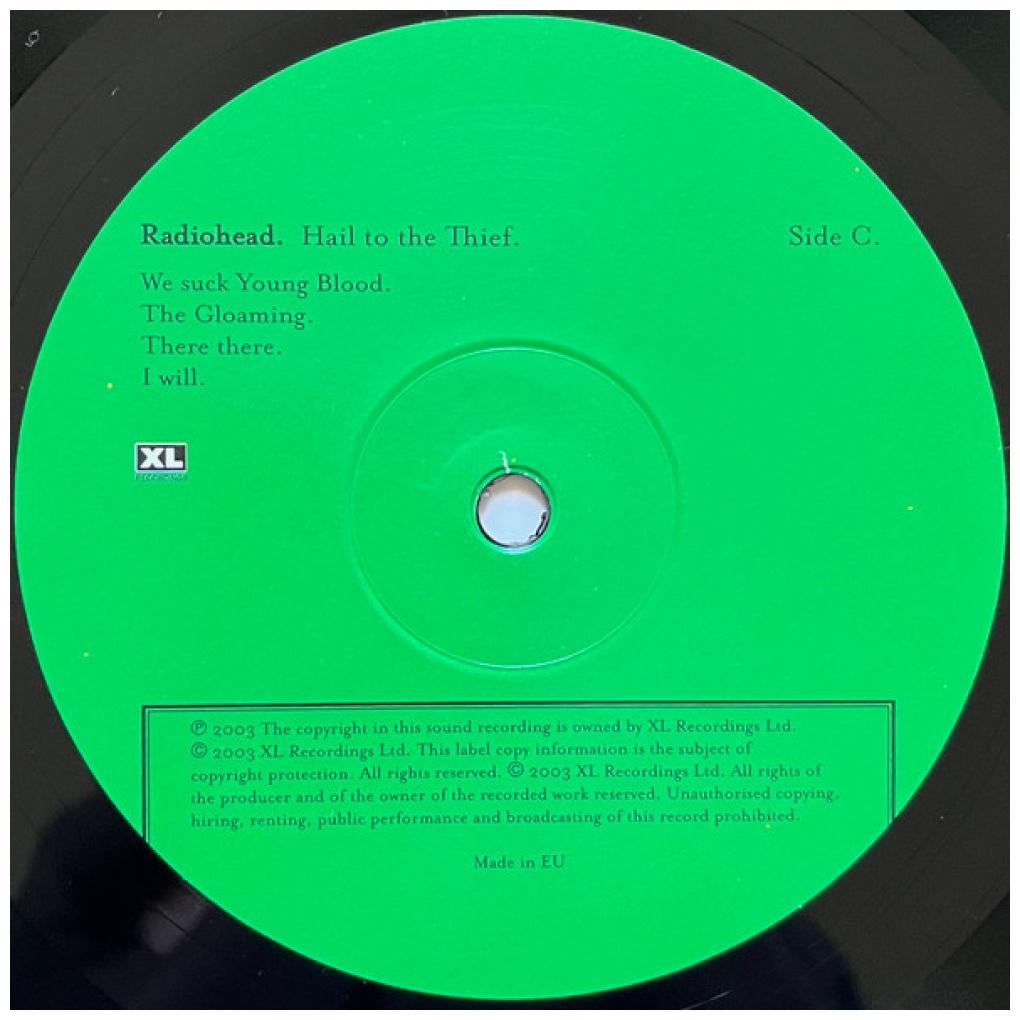 Radiohead. Hail to the Thief. Side C.
We suck Young Blood.
The Gloaming.
There there.
I will.
XL
RECORDINGS
℗ 2003 The copyright in this sound recording is owned by XL Recordings Ltd.
© 2003 XL Recordings Ltd. This label copy information is the subject of
copyright protection. All rights reserved. © 2003 XL Recordings Ltd. All rights of
the producer and of the owner of the recorded work reserved. Unauthorised copying,
hiring, renting, public performance and broadcasting of this record prohibited.
Made in EU